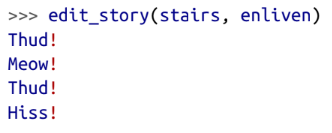 >>> edit_story(stairs, enliven)
Thud!
Meow!
Thud!
Hiss!